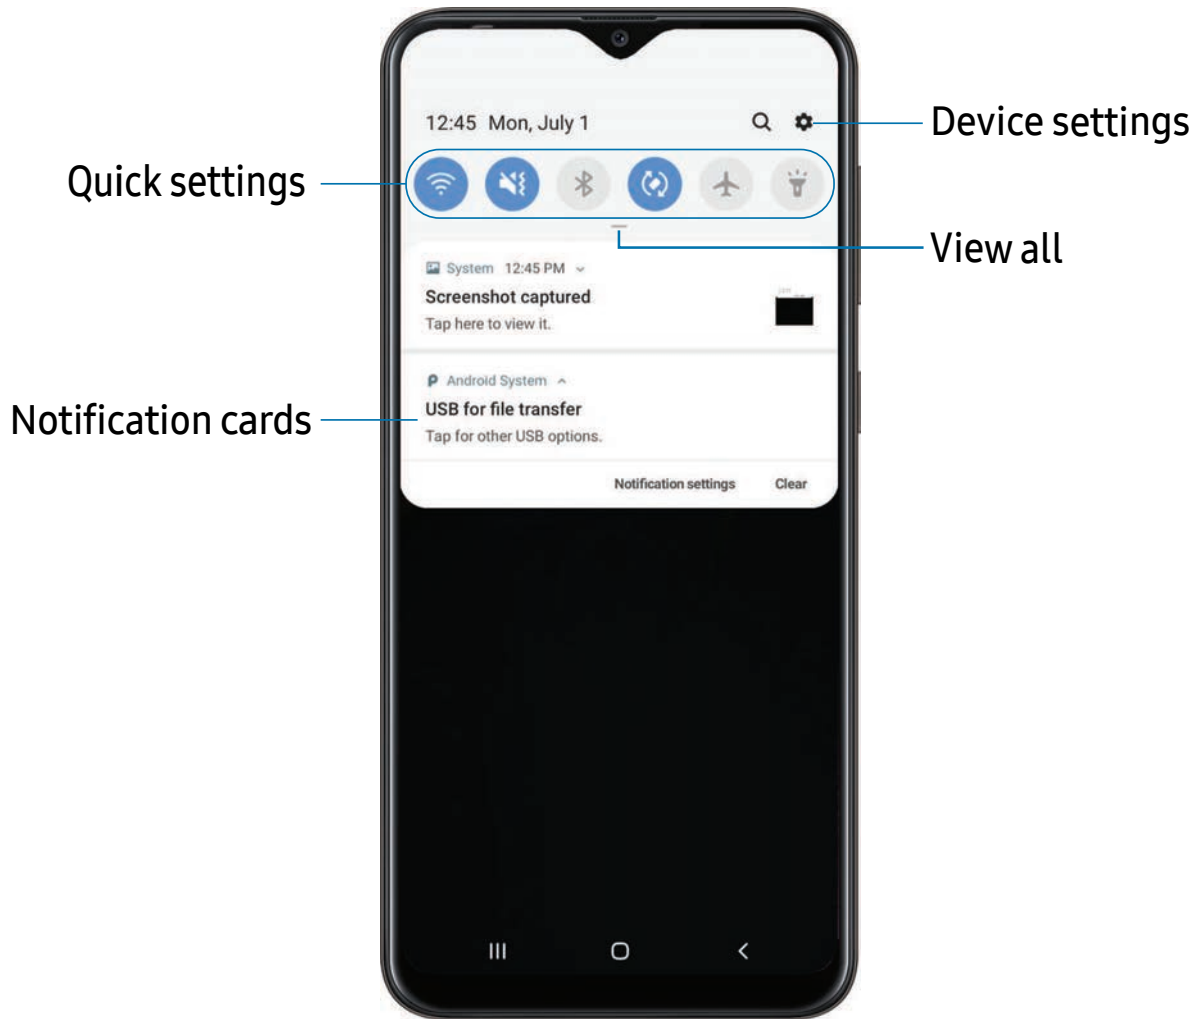 12:45 Mon, July 1
Device settings
Quick settings
View all
System 12:45 PM
Screenshot captured
Tap here to view it.
Android System
Notification cards
USB for file transfer
Tap for other USB options.
Notification settings Clear